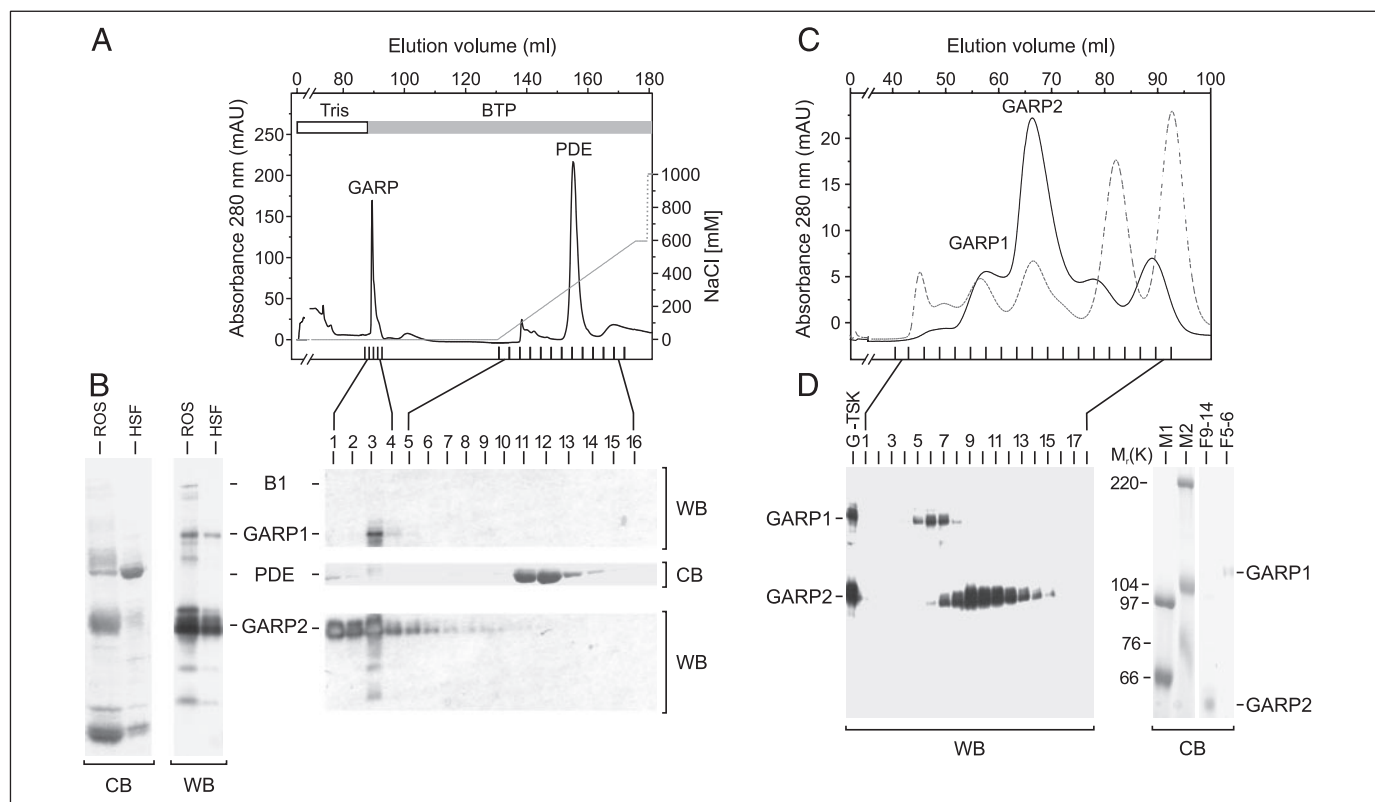 A
Elution volume (ml)
0 80 100 120 140 160 180
Tris BTP
Absorbance 280 nm (mAU)
250
200
150
100
50
0
GARP
PDE
1000
800
600
400
200
0
NaCl [mM]
C
Elution volume (ml)
0 40 50 60 70 80 90 100
Absorbance 280 nm (mAU)
20
15
10
5
0
GARP1
GARP2
B
ROS
HSF
ROS
HSF
1 2 3 4 5 6 7 8 9 10 11 12 13 14 15 16
B1
GARP1
PDE
GARP2
WB
CB
WB
CB
WB
D
G-TSK
1 3 5 7 9 11 13 15 17
GARP1
GARP2
WB
Mr(K)
M1
M2
F9-14
F5-6
220
104
97
76
66
GARP1
GARP2
CB